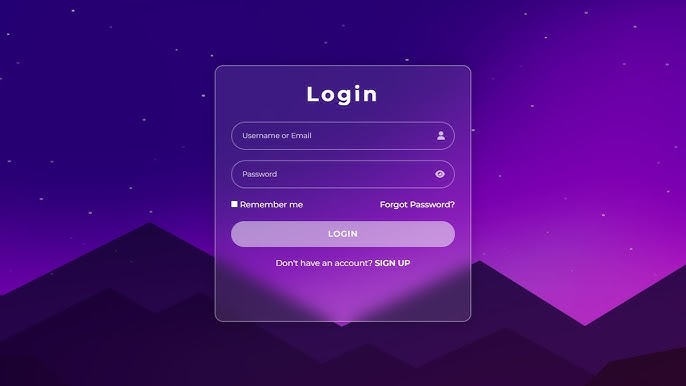 Login
Username or Email
Password
Remember me
Forgot Password?
LOGIN
Don't have an account? SIGN UP